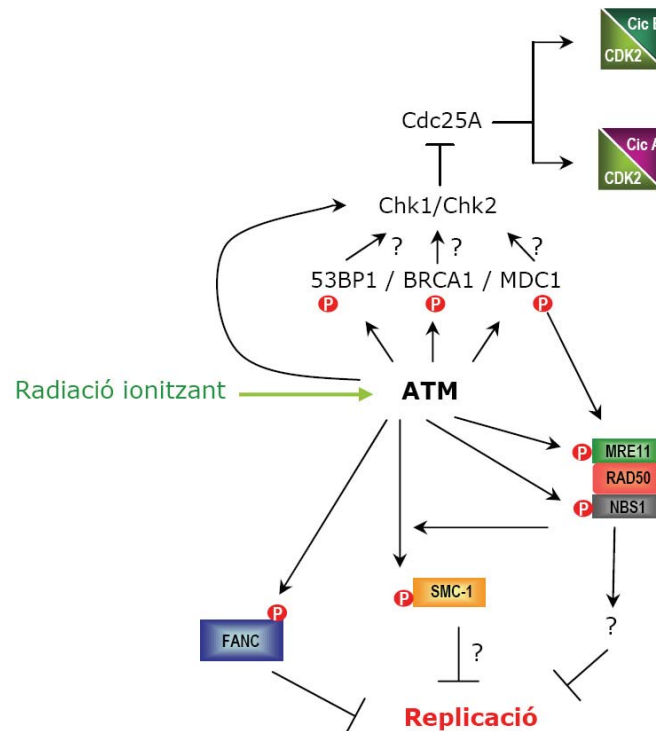 Cic E
CDK2
Cdc25A
Cic A
CDK2
Chk1/Chk2
? ? ?
53BP1 / BRCA1 / MDC1
P P P
Radiació ionitzant
ATM
P MRE11
RAD50
P NBS1
P SMC-1
P
FANC
?
?
Replicació